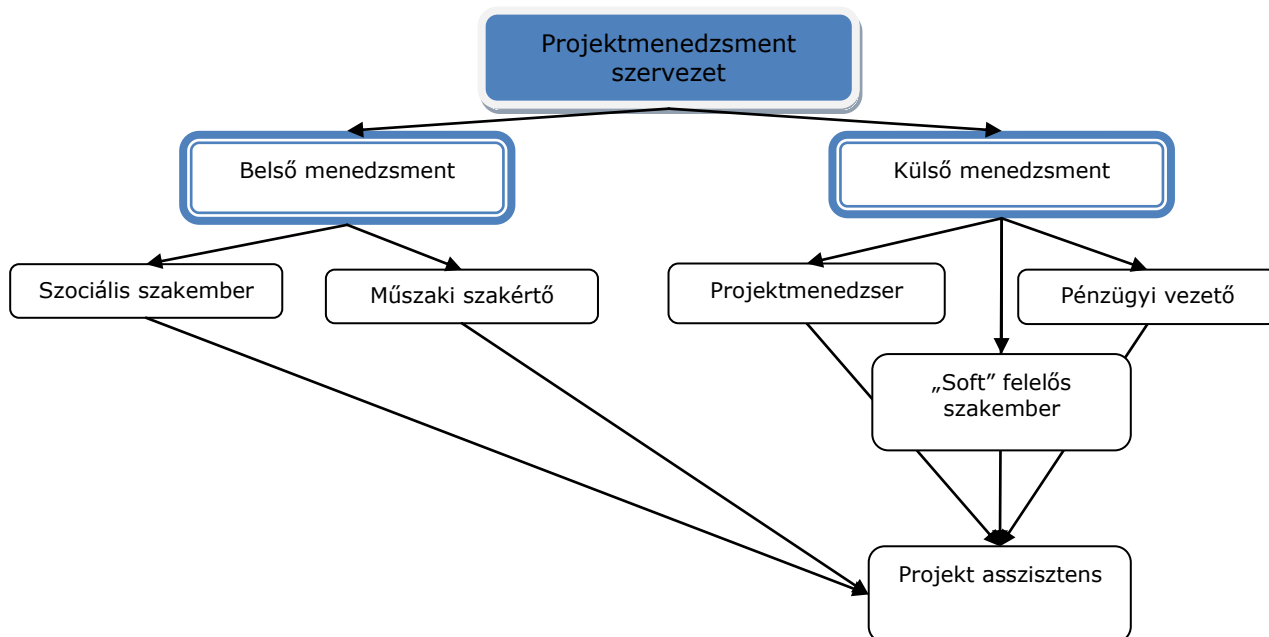 Projektmenedzsment
szervezet
Belső menedzsment
Külső menedzsment
Szociális szakember
Műszaki szakértő
Projektmenedzser
Pénzügyi vezető
„Soft” felelős
szakember
Projekt asszisztens